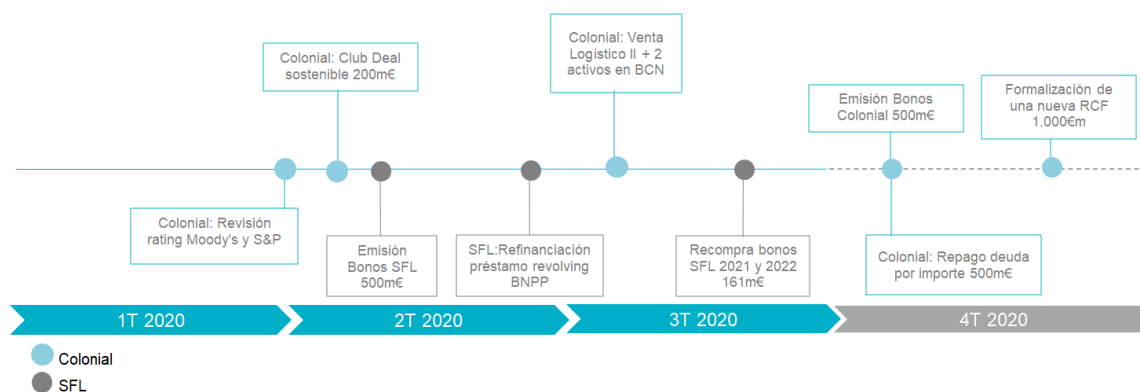 Colonial: Club Deal
sostenible 200m€
Colonial: Venta
Logístico II + 2
activos en BCN
Emisión Bonos
Colonial 500m€
Formalización de
una nueva RCF
1.000€m
Colonial: Revisión
rating Moody's y S&P
Emisión
Bonos SFL
500m€
SFL:Refinanciación
préstamo revolving
BNPP
Recompra bonos
SFL 2021 y 2022
161m€
Colonial: Repago deuda
por importe 500m€
1T 2020
2T 2020
3T 2020
4T 2020
Colonial
SFL